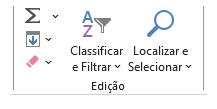 Classificar
e Filtrar
Localizar e
Selecionar
Edição